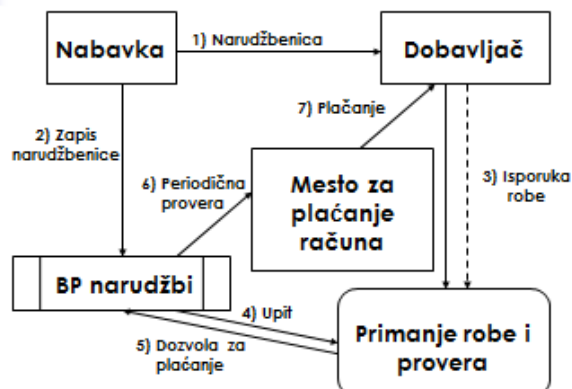 Nabavka
1) Narudžbenica
Dobavljač
2) Zapis
narudžbenice
7) Plačanje
6) Periodična
provera
Mesto za
plaćanje
računa
3) Isporuka
robe
BP narudžbi
4) Upit
5) Dozvola za
plaćanje
Primanje robe i
provera